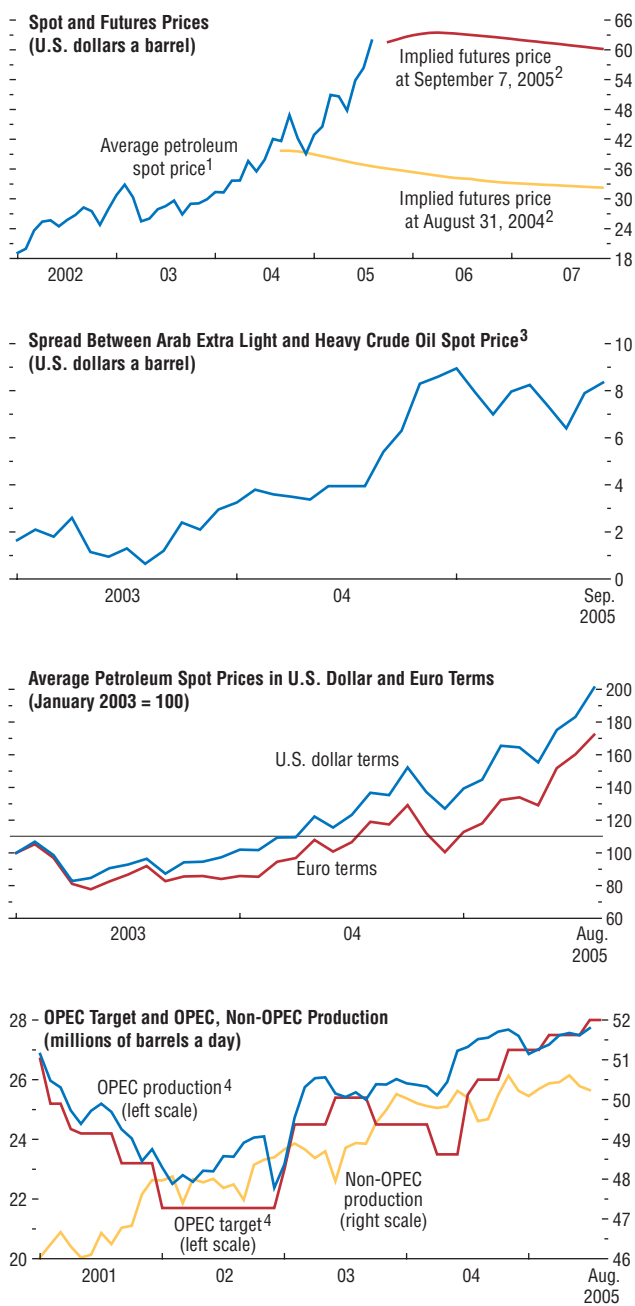 Spot and Futures Prices
(U.S. dollars a barrel)
66
60
54
48
42
36
30
24
18
Implied futures price
at September 7, 2005²
Average petroleum
spot price¹
Implied futures price
at August 31, 2004²
2002 03 04 05 06 07
Spread Between Arab Extra Light and Heavy Crude Oil Spot Price³
(U.S. dollars a barrel)
10
8
6
4
2
0
2003 04 Sep.
2005
Average Petroleum Spot Prices in U.S. Dollar and Euro Terms
(January 2003 = 100)
200
180
160
140
120
100
80
60
U.S. dollar terms
Euro terms
2003 04 Aug.
2005
OPEC Target and OPEC, Non-OPEC Production
(millions of barrels a day)
28
26
24
22
20
52
51
50
49
48
47
46
OPEC production⁴
(left scale)
Non-OPEC
production
(right scale)
OPEC target⁴
(left scale)
2001 02 03 04 Aug.
2005